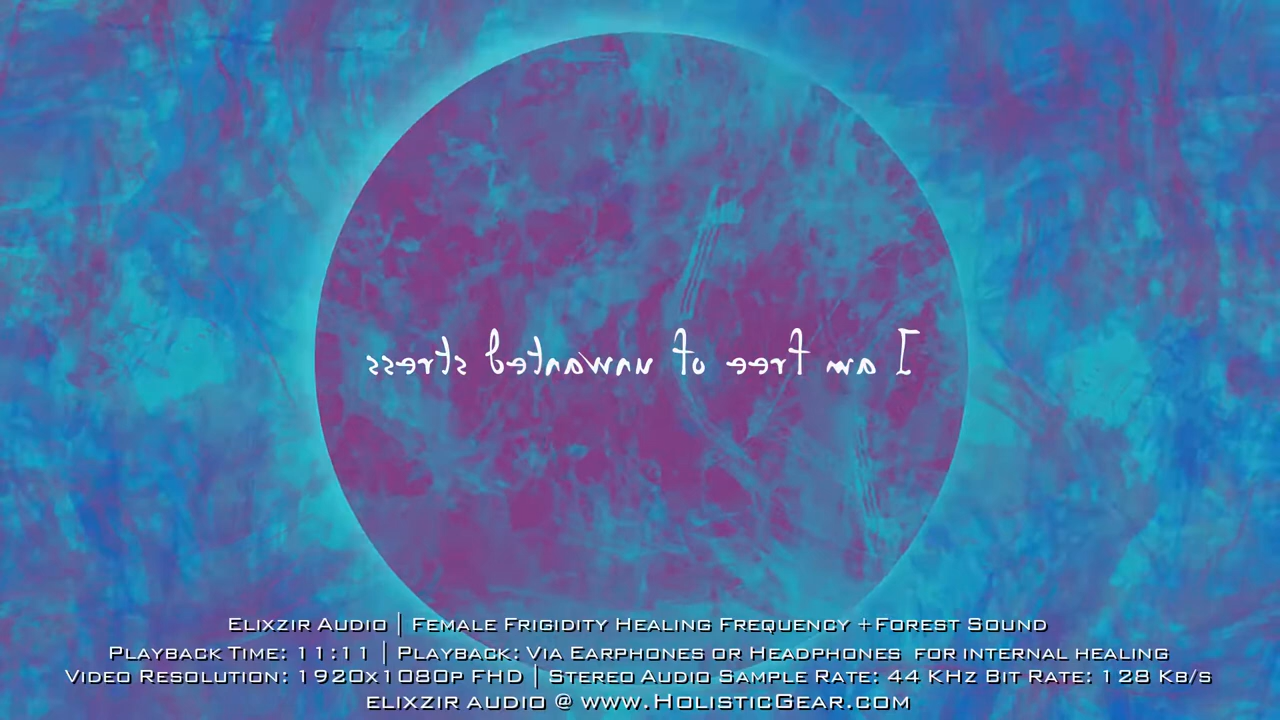 I am free of unwanted stress
Elixzir Audio | Female Frigidity Healing Frequency +Forest Sound
Playback Time: 11:11 | Playback: Via Earphones or Headphones for internal healing
Video Resolution: 1920x1080p FHD | Stereo Audio Sample Rate: 44 KHz Bit Rate: 128 Kb/s
elixzir audio @ www.HolisticGear.com